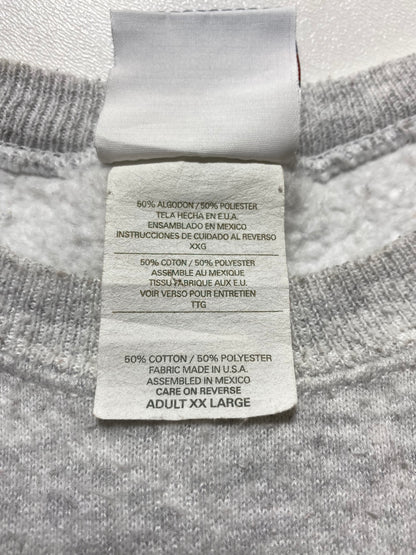 50% ALGODON / 50% POLIESTER
TELA HECHA EN E.U.A.
ENSAMBLADO EN MEXICO
INSTRUCCIONES DE CUIDADO AL REVERSO
XXG
50% COTON / 50% POLYESTER
ASSEMBLE AU MEXIQUE
TISSU FABRIQUE AUX E.U.
VOIR VERSO POUR ENTRETIEN
TTG
50% COTTON / 50% POLYESTER
FABRIC MADE IN U.S.A.
ASSEMBLED IN MEXICO
CARE ON REVERSE
ADULT XX LARGE